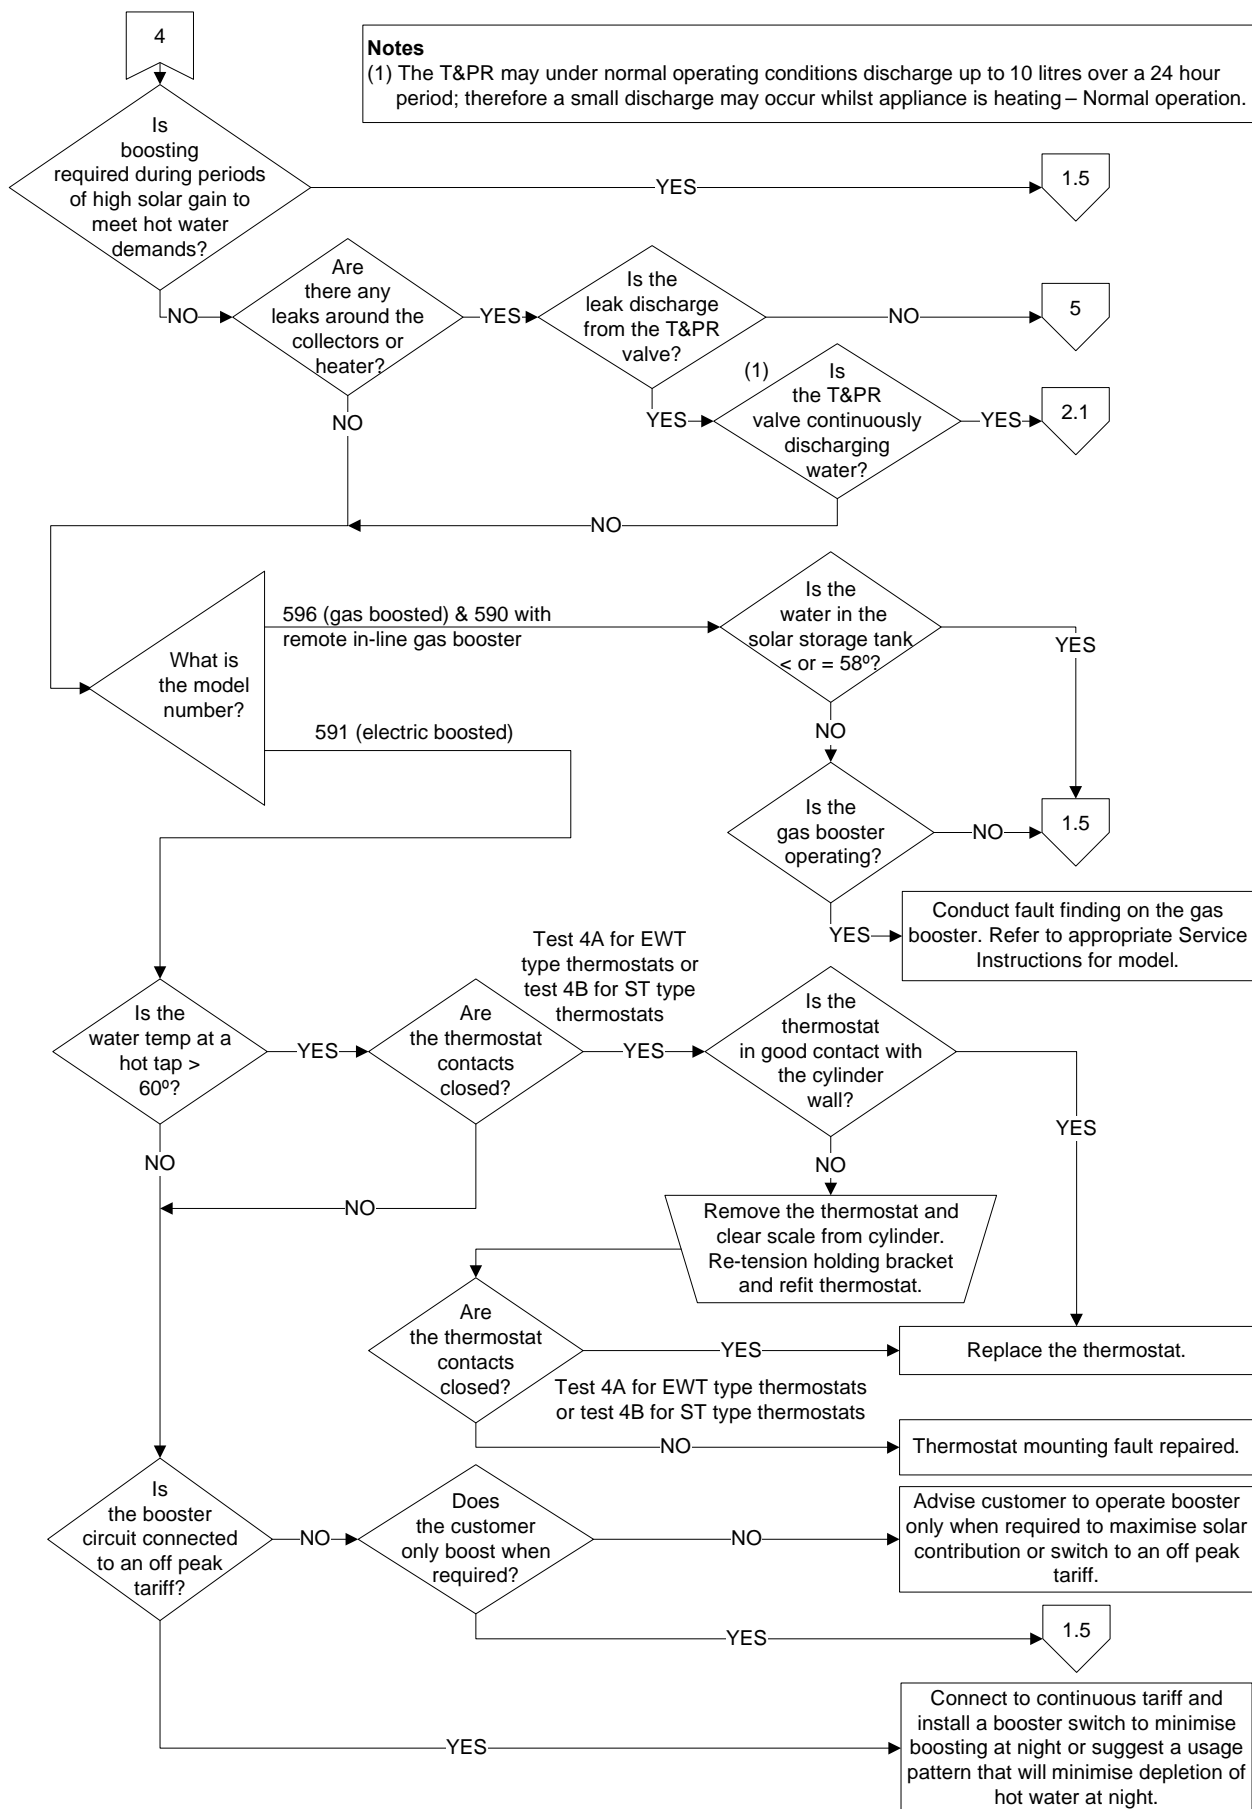 4
Notes
(1) The T&PR may under normal operating conditions discharge up to 10 litres over a 24 hour
period; therefore a small discharge may occur whilst appliance is heating – Normal operation.
Is
boosting
required during periods
of high solar gain to
meet hot water
demands?
YES
1.5
NO
Are
there any
leaks around the
collectors or
heater?
YES
Is the
leak discharge
from the T&PR
valve?
NO
5
YES
(1)
Is
the T&PR
valve continuously
discharging
water?
YES
2.1
NO
NO
What is
the model
number?
596 (gas boosted) & 590 with
remote in-line gas booster
591 (electric boosted)
Is the
water in the
solar storage tank
< or = 58º?
YES
NO
Is the
gas booster
operating?
NO
1.5
YES
Conduct fault finding on the gas
booster. Refer to appropriate Service
Instructions for model.
Is the
water temp at a
hot tap >
60º?
YES
Are
the thermostat
contacts
closed?
Test 4A for EWT
type thermostats or
test 4B for ST type
thermostats
YES
Is the
thermostat
in good contact with
the cylinder
wall?
YES
NO
NO
NO
Remove the thermostat and
clear scale from cylinder.
Re-tension holding bracket
and refit thermostat.
Are
the thermostat
contacts
closed?
YES
Replace the thermostat.
Test 4A for EWT type thermostats
or test 4B for ST type thermostats
NO
Thermostat mounting fault repaired.
Is
the booster
circuit connected
to an off peak
tariff?
NO
Does
the customer
only boost when
required?
NO
Advise customer to operate booster
only when required to maximise solar
contribution or switch to an off peak
tariff.
YES
1.5
YES
Connect to continuous tariff and
install a booster switch to minimise
boosting at night or suggest a usage
pattern that will minimise depletion of
hot water at night.